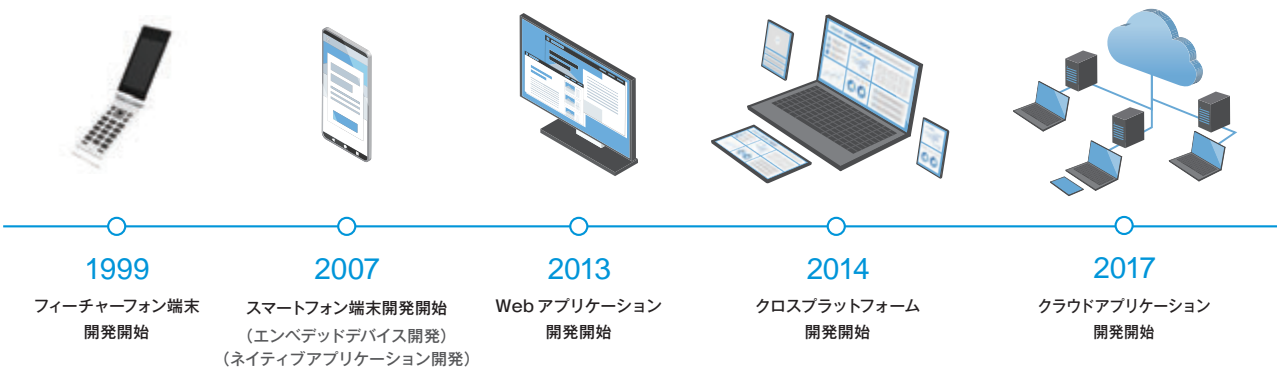 1999
フィーチャーフォン端末
開発開始
2007
スマートフォン端末開発開始
（エンベデッドデバイス開発）
（ネイティブアプリケーション開発）
2013
Web アプリケーション
開発開始
2014
クロスプラットフォーム
開発開始
2017
クラウドアプリケーション
開発開始